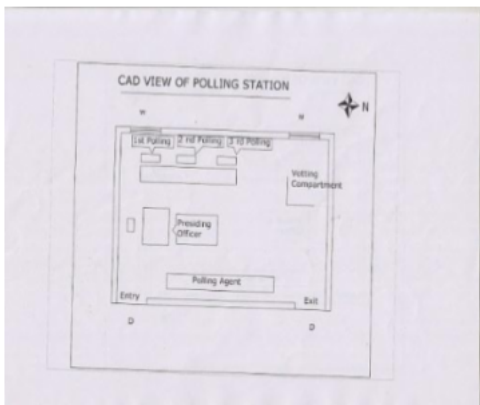 CAD VIEW OF POLLING STATION
N
W
W
1st Polling
2 nd Polling
3 rd Polling
Votting
Compartment
Presiding
Officer
Polling Agent
Entry
Exit
D
D